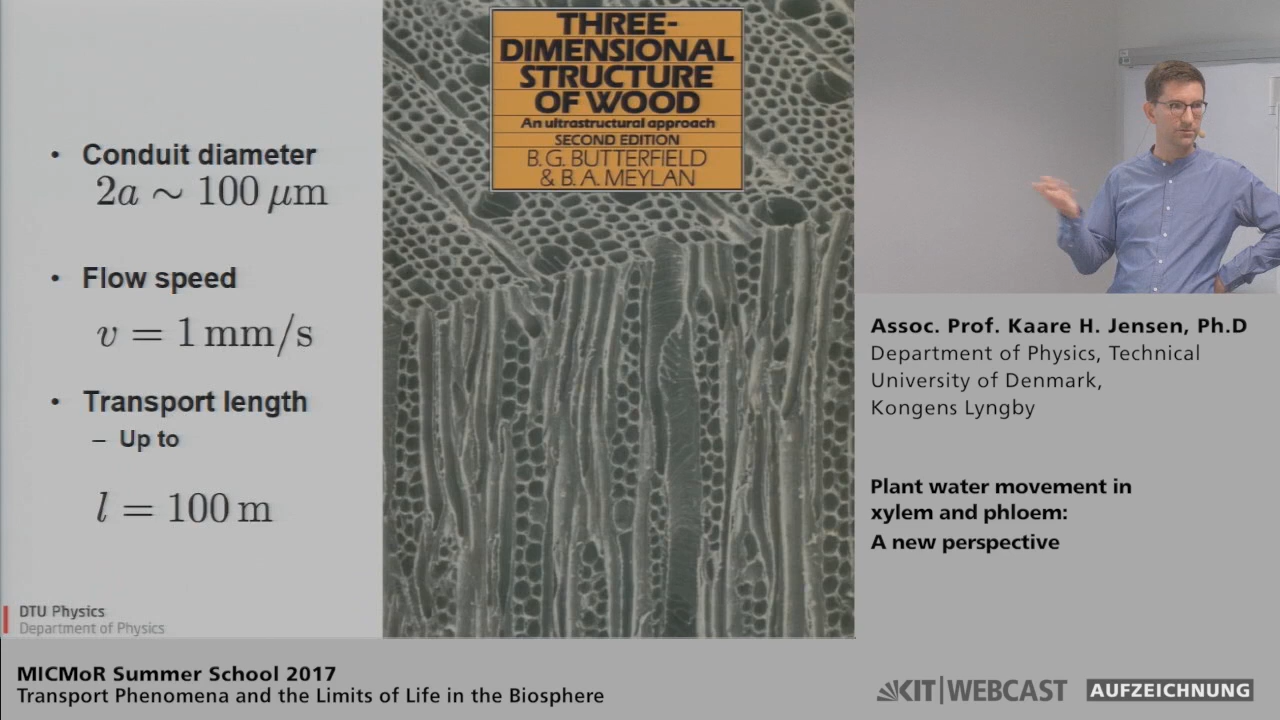 • Conduit diameter
2a ∼ 100 μm
• Flow speed
v = 1 mm/s
• Transport length
– Up to
l = 100 m
DTU Physics
Department of Physics
THREE-
DIMENSIONAL
STRUCTURE
OF WOOD
An ultrastructural approach
SECOND EDITION
B.G. BUTTERFIELD
& B.A. MEYLAN
Assoc. Prof. Kaare H. Jensen, Ph.D
Department of Physics, Technical
University of Denmark,
Kongens Lyngby
Plant water movement in
xylem and phloem:
A new perspective
MICMoR Summer School 2017
Transport Phenomena and the Limits of Life in the Biosphere
KIT|WEBCAST
AUFZEICHNUNG